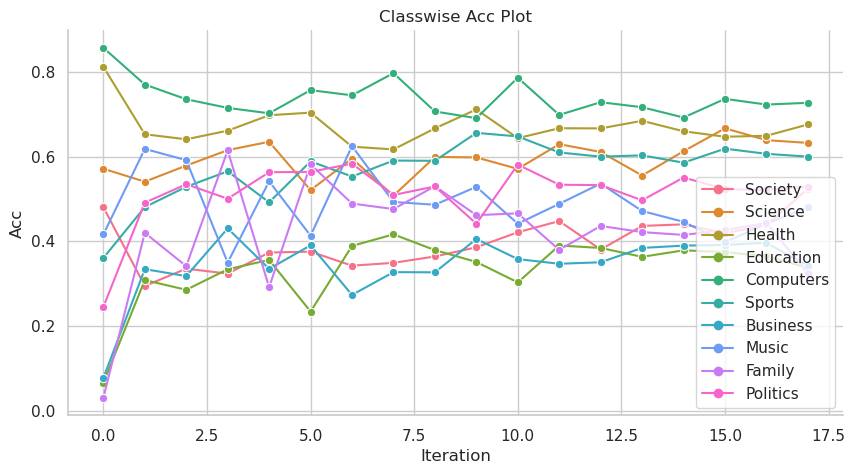 Classwise Acc Plot
Acc
0.8
0.6
0.4
0.2
0.0
0.0 2.5 5.0 7.5 10.0 12.5 15.0 17.5
Iteration
Society
Science
Health
Education
Computers
Sports
Business
Music
Family
Politics